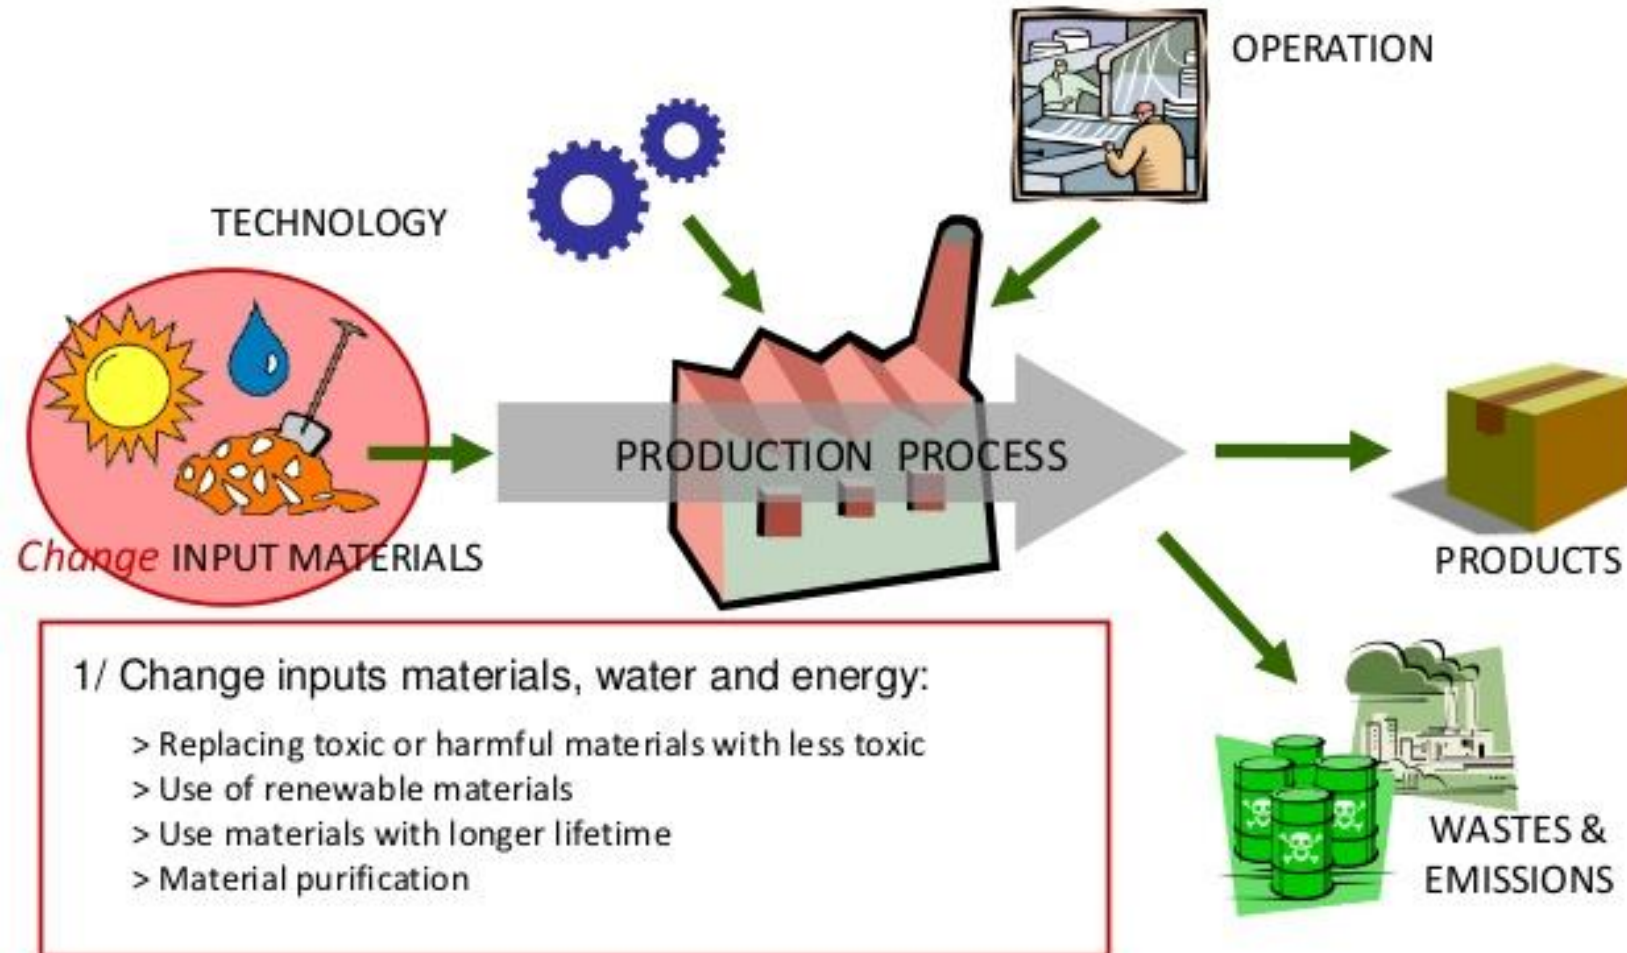 OPERATION
TECHNOLOGY
PRODUCTION PROCESS
Change INPUT MATERIALS
PRODUCTS
1/ Change inputs materials, water and energy:
> Replacing toxic or harmful materials with less toxic
> Use of renewable materials
> Use materials with longer lifetime
> Material purification
WASTES &
EMISSIONS